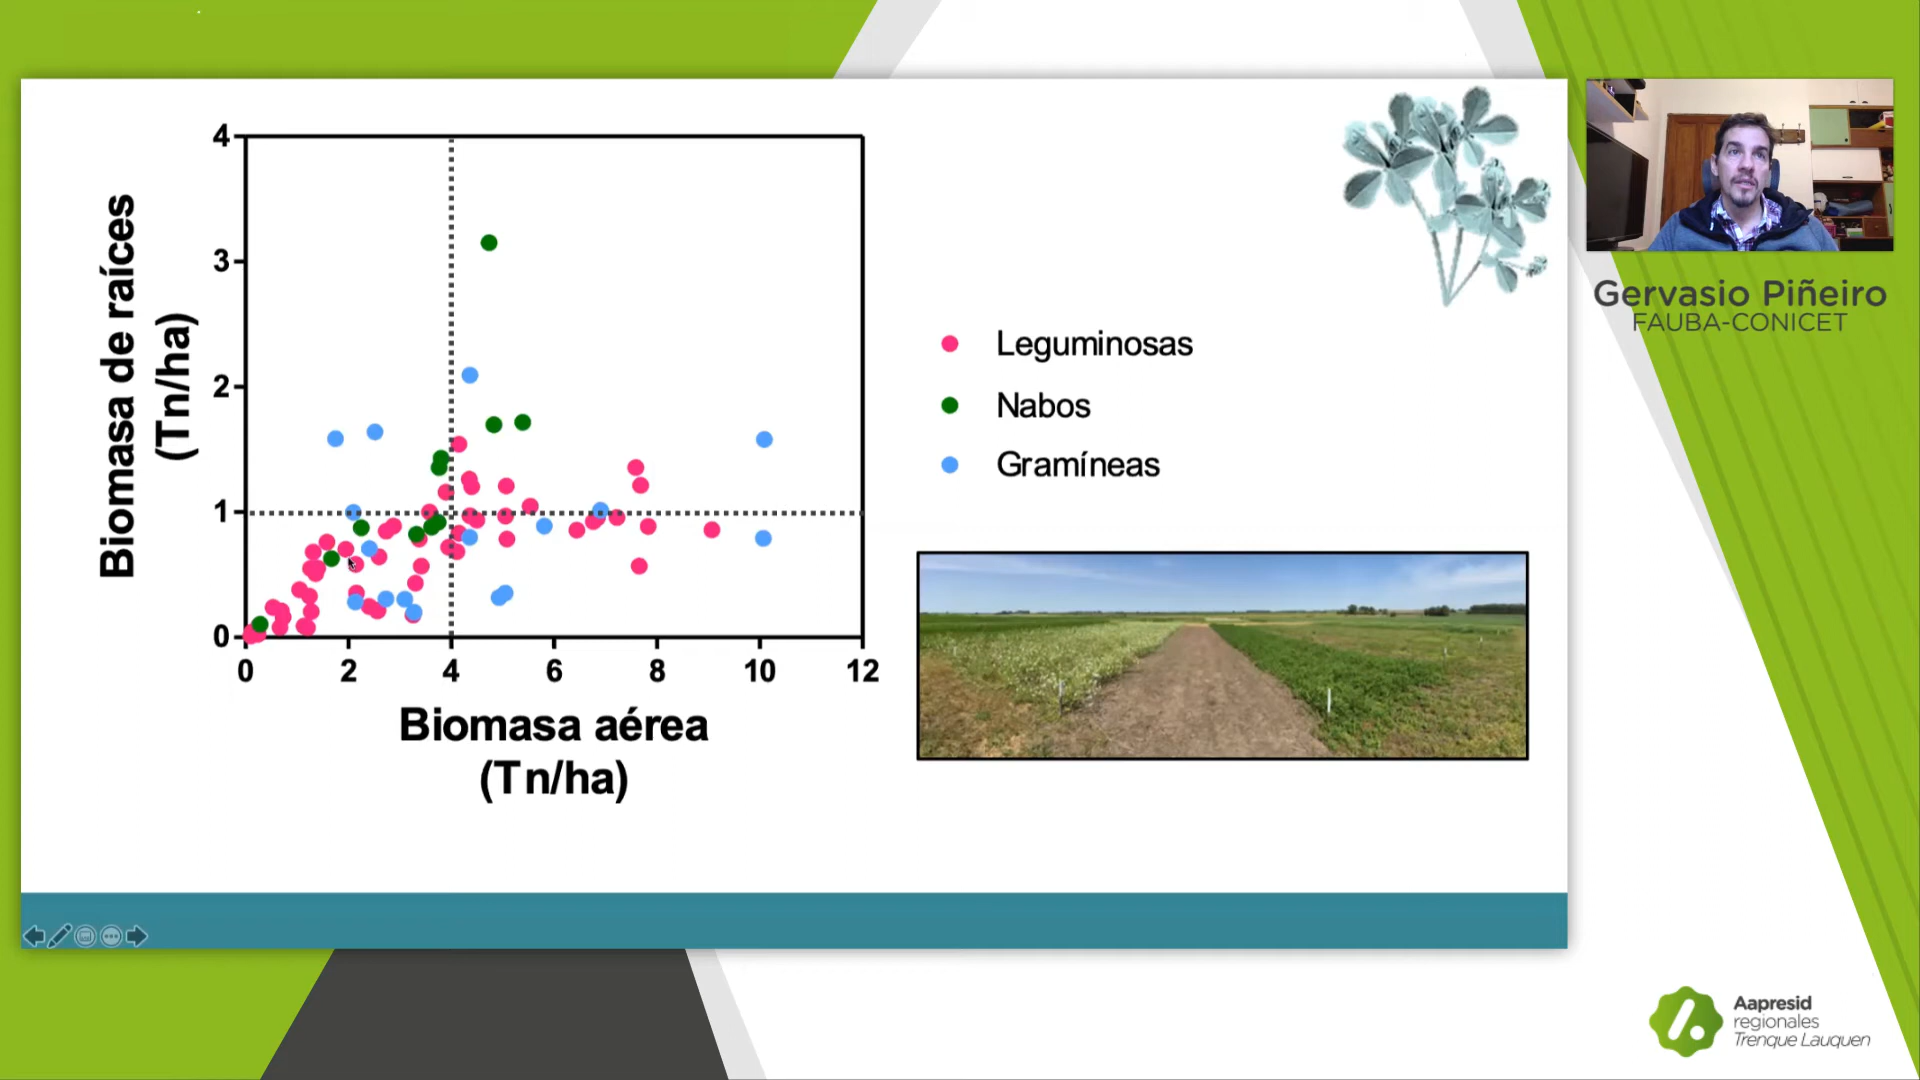 4
3
2
1
0
0 2 4 6 8 10 12
Biomasa de raíces
(Tn/ha)
Biomasa aérea
(Tn/ha)
Leguminosas
Nabos
Gramíneas
Gervasio Piñeiro
FAUBA-CONICET
Aapresid
regionales
Trenque Lauquen